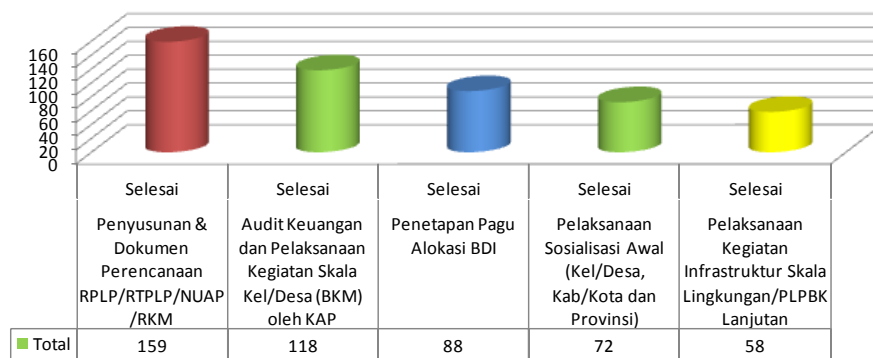 160
140
120
100
80
60
40
20
0
Selesai Selesai Selesai Selesai Selesai
Penyusunan &
Dokumen
Perencanaan
RPLP/RTPLP/NUAP
/RKM
Audit Keuangan
dan Pelaksanaan
Kegiatan Skala
Kel/Desa (BKM)
oleh KAP
Penetapan Pagu
Alokasi BDI
Pelaksanaan
Sosialisasi Awal
(Kel/Desa,
Kab/Kota dan
Provinsi)
Pelaksanaan
Kegiatan
Infrastruktur Skala
Lingkungan/PLPBK
Lanjutan
Total 159 118 88 72 58